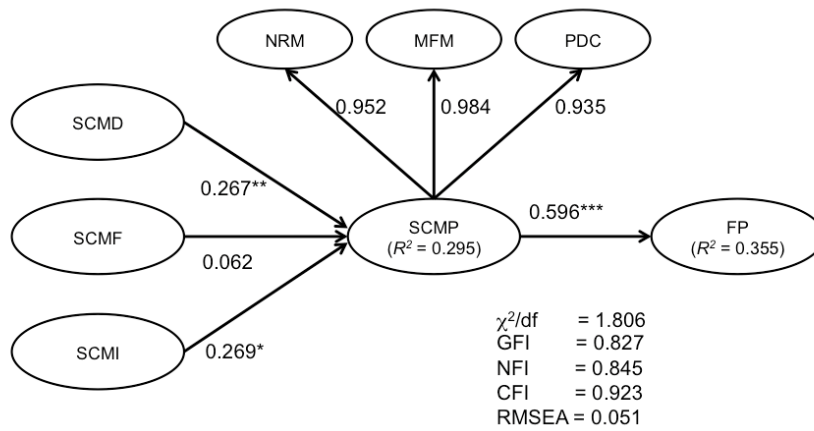 NRM
MFM
PDC
0.952
0.984
0.935
SCMD
0.267**
SCMF
0.062
SCMI
0.269*
SCMP
(R² = 0.295)
0.596***
FP
(R² = 0.355)
χ²/df = 1.806
GFI = 0.827
NFI = 0.845
CFI = 0.923
RMSEA = 0.051